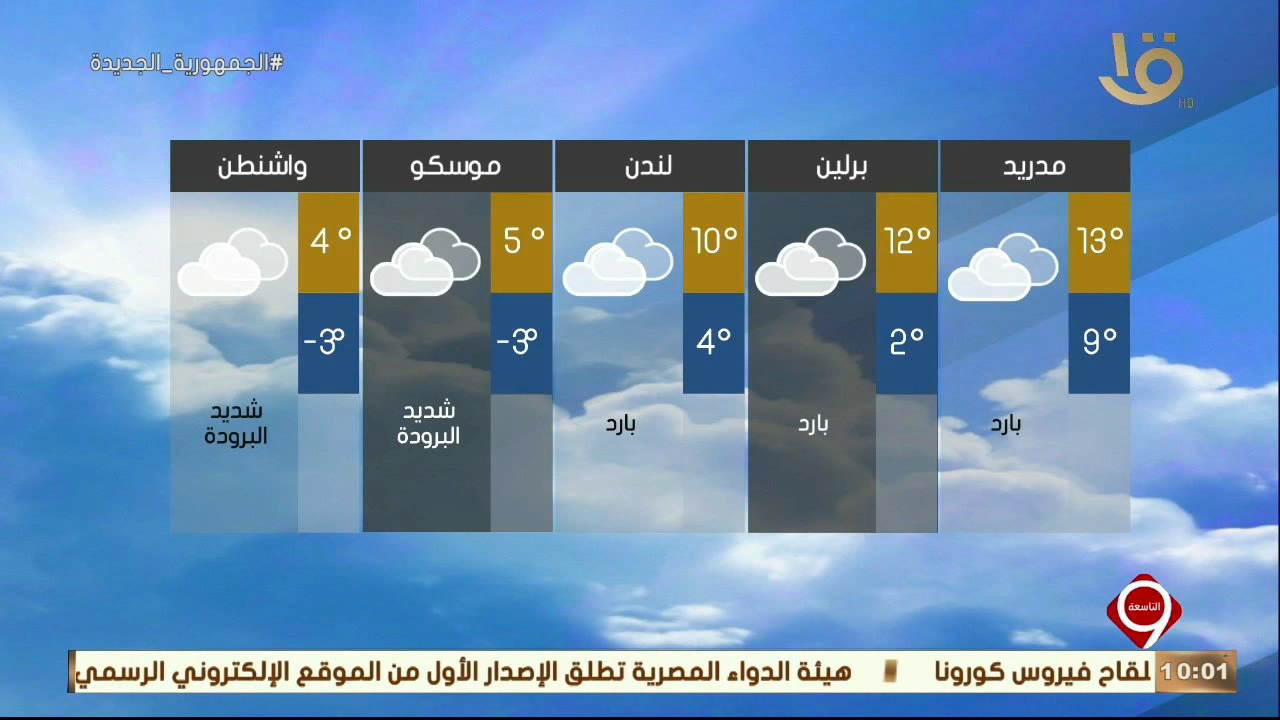 #الجمهورية_الجديدة
HD
مدريد
13°
9°
بارد
برلين
12°
2°
بارد
لندن
10°
4°
بارد
موسكو
5°
-3°
شديد
البرودة
واشنطن
4°
-3°
شديد
البرودة
التاسعة
9
10:01
لقاح فيروس كورونا
هيئة الدواء المصرية تطلق الإصدار الأول من الموقع الإلكتروني الرسمي